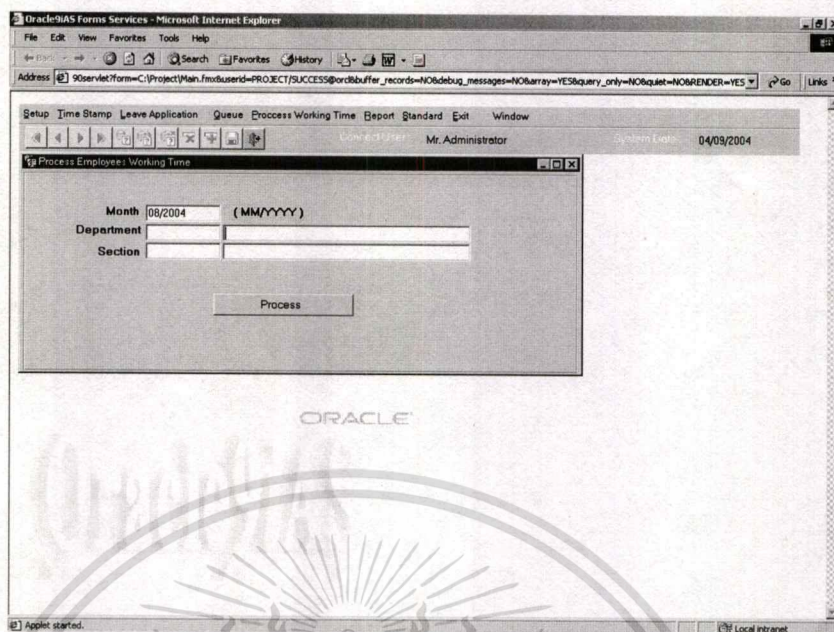 Oracle9iAS Forms Services - Microsoft Internet Explorer
File Edit View Favorites Tools Help
Back Search Favorites History
Address 90servlet?form=C:\Project\Main.fmx&userid=PROJECT/SUCCESS@orcl&buffer_records=NO&debug_messages=NO&array=YES&query_only=NO&quiet=NO&RENDER=YES Go Links
Setup Time Stamp Leave Application Queue Proccess Working Time Report Standard Exit Window
Connect User Mr. Administrator System Date 04/09/2004
Process Employees Working Time
Month 08/2004 ( MM/YYYY )
Department
Section
Process
ORACLE
Applet started. Local intranet